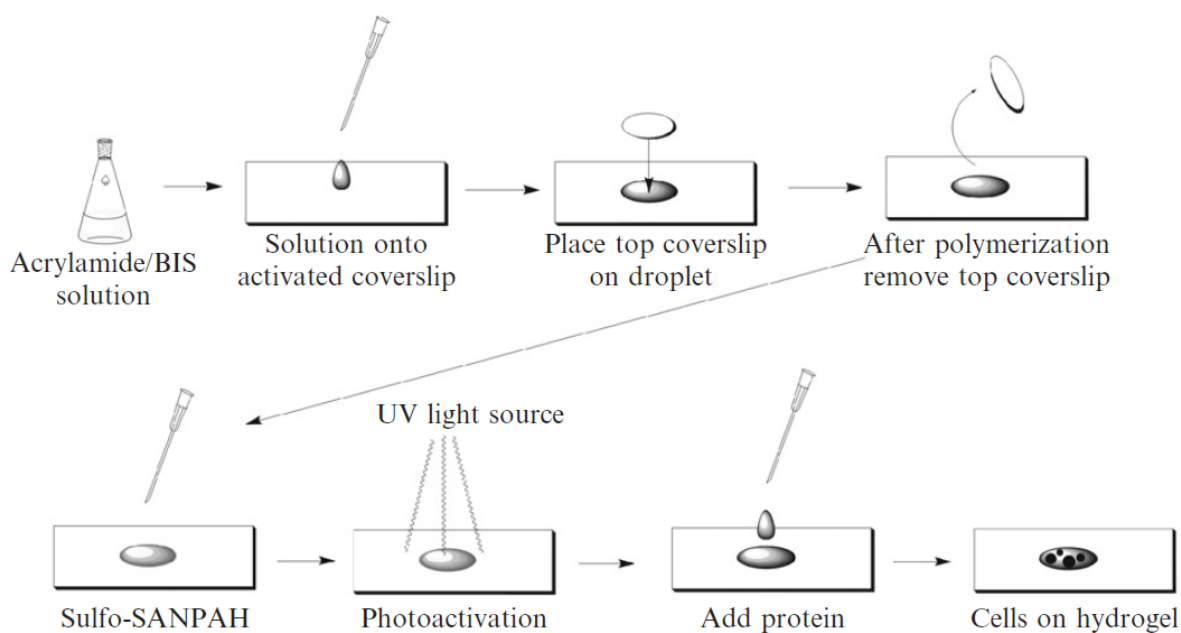 Acrylamide/BIS
solution
Solution onto
activated coverslip
Place top coverslip
on droplet
After polymerization
remove top coverslip
UV light source
Sulfo-SANPAH
Photoactivation
Add protein
Cells on hydrogel